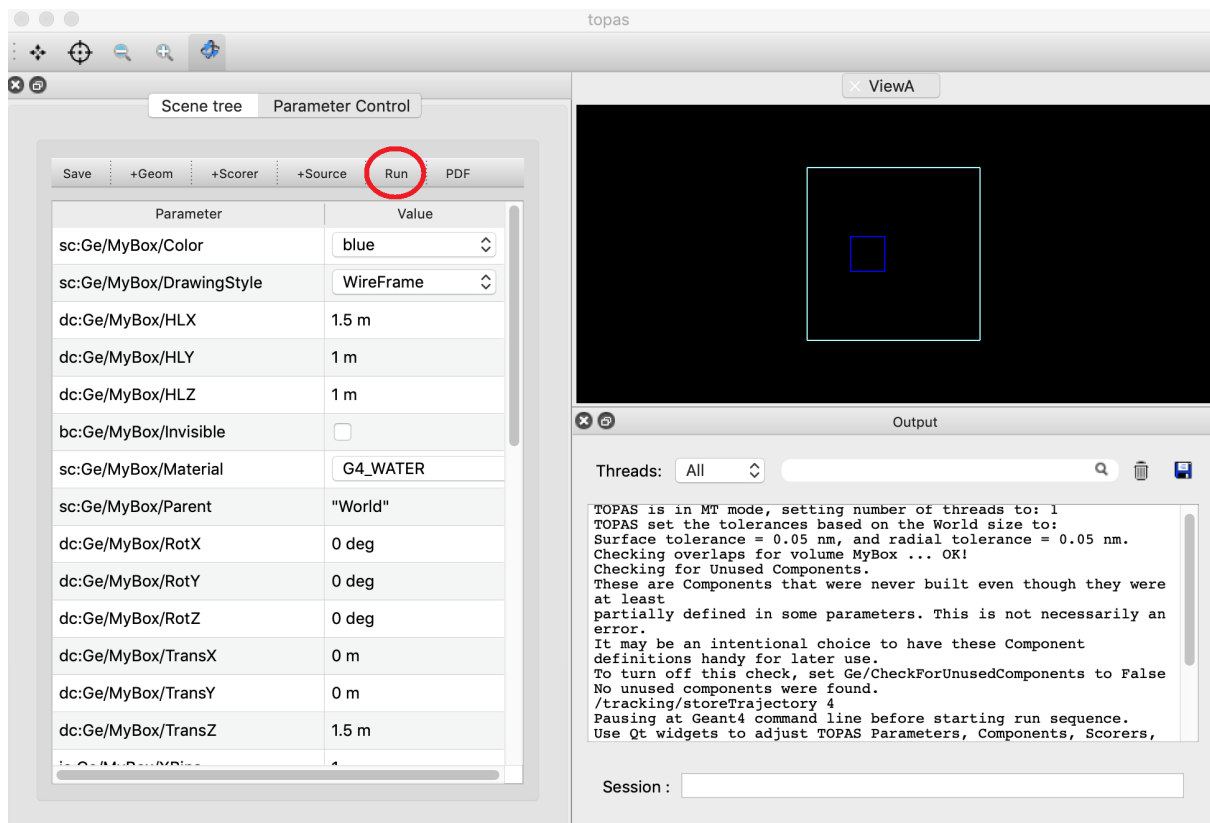 topas
ViewA
Scene tree
Parameter Control
Save
+Geom
+Scorer
+Source
Run
PDF
Parameter Value
sc:Ge/MyBox/Color blue
sc:Ge/MyBox/DrawingStyle WireFrame
dc:Ge/MyBox/HLX 1.5 m
dc:Ge/MyBox/HLY 1 m
dc:Ge/MyBox/HLZ 1 m
bc:Ge/MyBox/Invisible
sc:Ge/MyBox/Material G4_WATER
sc:Ge/MyBox/Parent "World"
dc:Ge/MyBox/RotX 0 deg
dc:Ge/MyBox/RotY 0 deg
dc:Ge/MyBox/RotZ 0 deg
dc:Ge/MyBox/TransX 0 m
dc:Ge/MyBox/TransY 0 m
dc:Ge/MyBox/TransZ 1.5 m
Output
Threads: All
TOPAS is in MT mode, setting number of threads to: 1
TOPAS set the tolerances based on the World size to:
Surface tolerance = 0.05 nm, and radial tolerance = 0.05 nm.
Checking overlaps for volume MyBox ... OK!
Checking for Unused Components.
These are Components that were never built even though they were
at least
partially defined in some parameters. This is not necessarily an
error.
It may be an intentional choice to have these Component
definitions handy for later use.
To turn off this check, set Ge/CheckForUnusedComponents to False
No unused components were found.
/tracking/storeTrajectory 4
Pausing at Geant4 command line before starting run sequence.
Use Qt widgets to adjust TOPAS Parameters, Components, Scorers,
Session :